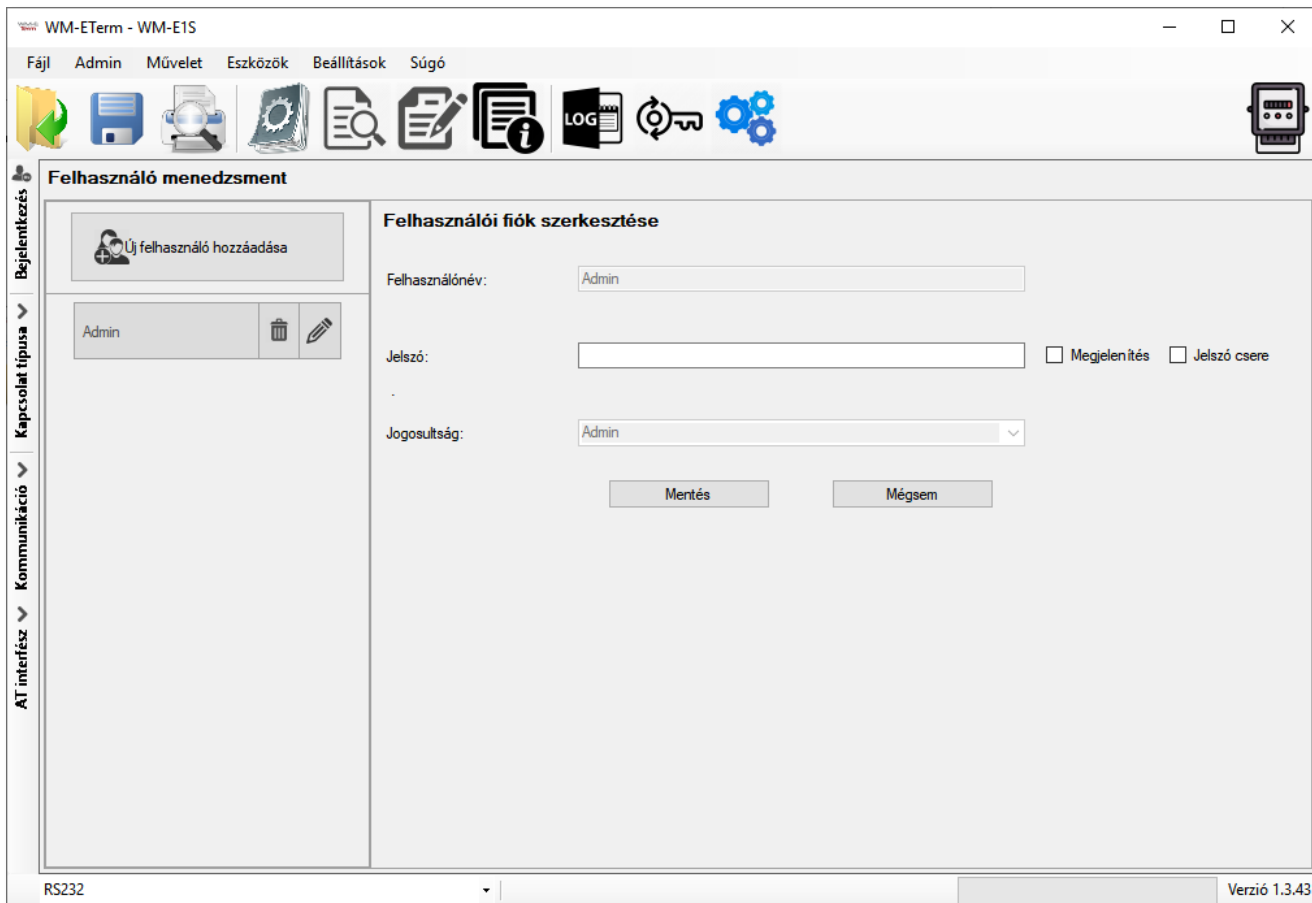 WM-ETerm - WM-E1S
Fájl Admin Művelet Eszközök Beállítások Súgó
LOG
Bejelentkezés
Kapcsolat típusa
Kommunikáció
AT interfész
Felhasználó menedzsment
Új felhasználó hozzáadása
Admin
Felhasználói fiók szerkesztése
Felhasználónév: Admin
Jelszó: Megjelenítés Jelszó csere
.
Jogosultság: Admin
Mentés Mégsem
RS232 Verzió 1.3.43